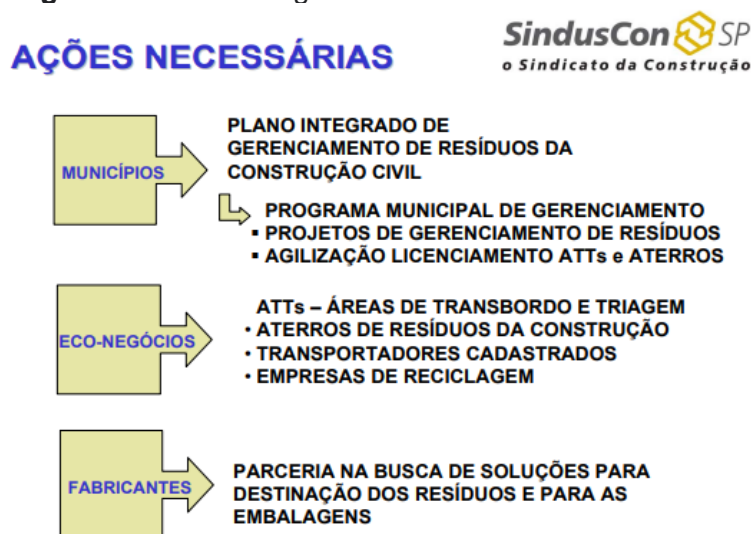 SindusCon SP
o Sindicato da Construção
AÇÕES NECESSÁRIAS
MUNICÍPIOS
PLANO INTEGRADO DE
GERENCIAMENTO DE RESÍDUOS DA
CONSTRUÇÃO CIVIL
PROGRAMA MUNICIPAL DE GERENCIAMENTO
▪ PROJETOS DE GERENCIAMENTO DE RESÍDUOS
▪ AGILIZAÇÃO LICENCIAMENTO ATTs e ATERROS
ECO-NEGÓCIOS
ATTs – ÁREAS DE TRANSBORDO E TRIAGEM
• ATERROS DE RESÍDUOS DA CONSTRUÇÃO
• TRANSPORTADORES CADASTRADOS
• EMPRESAS DE RECICLAGEM
FABRICANTES
PARCERIA NA BUSCA DE SOLUÇÕES PARA
DESTINAÇÃO DOS RESÍDUOS E PARA AS
EMBALAGENS